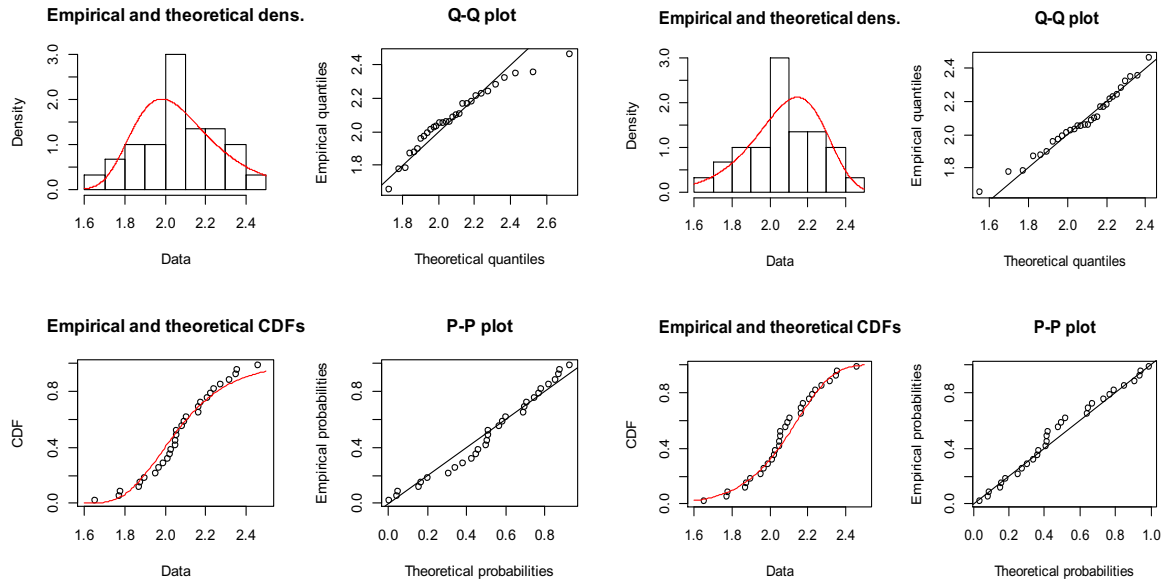 Empirical and theoretical dens.
Density
0.0 1.0 2.0 3.0
1.6 1.8 2.0 2.2 2.4
Data
Q-Q plot
Empirical quantiles
1.8 2.0 2.2 2.4
1.8 2.0 2.2 2.4 2.6
Theoretical quantiles
Empirical and theoretical dens.
Density
0.0 1.0 2.0 3.0
1.6 1.8 2.0 2.2 2.4
Data
Q-Q plot
Empirical quantiles
1.8 2.0 2.2 2.4
1.6 1.8 2.0 2.2 2.4
Theoretical quantiles
Empirical and theoretical CDFs
CDF
0.0 0.4 0.8
1.6 1.8 2.0 2.2 2.4
Data
P-P plot
Empirical probabilities
0.0 0.4 0.8
0.0 0.2 0.4 0.6 0.8
Theoretical probabilities
Empirical and theoretical CDFs
CDF
0.0 0.4 0.8
1.6 1.8 2.0 2.2 2.4
Data
P-P plot
Empirical probabilities
0.0 0.4 0.8
0.0 0.2 0.4 0.6 0.8 1.0
Theoretical probabilities